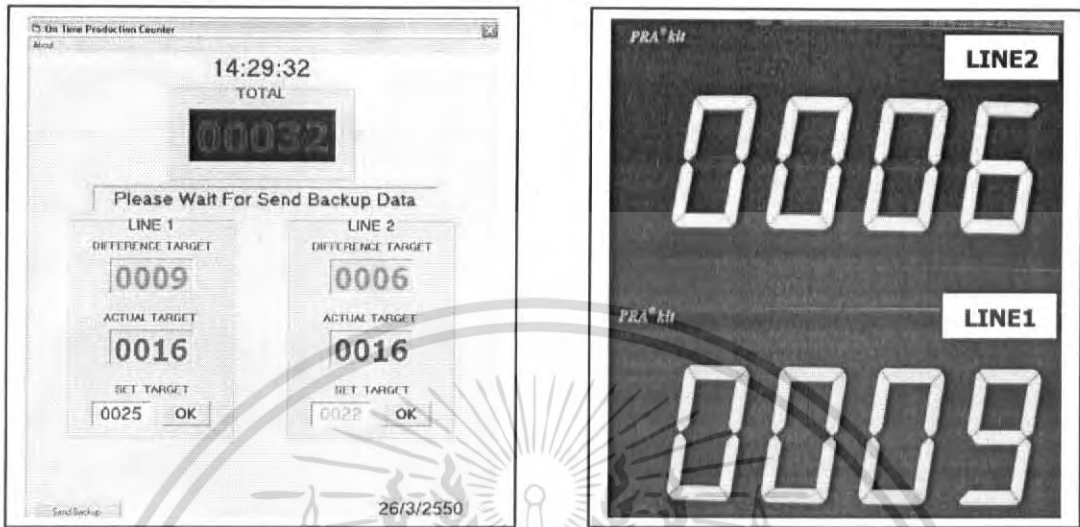 On Time Production Counter
About
14:29:32
TOTAL
00032
Please Wait For Send Backup Data
LINE 1
DIFFERENCE TARGET
0009
ACTUAL TARGET
0016
SET TARGET
0025 OK
LINE 2
DIFFERENCE TARGET
0006
ACTUAL TARGET
0016
SET TARGET
0022 OK
Send Backup
26/3/2550
PRA®kit
LINE2
0006
PRA®kit
LINE1
0009